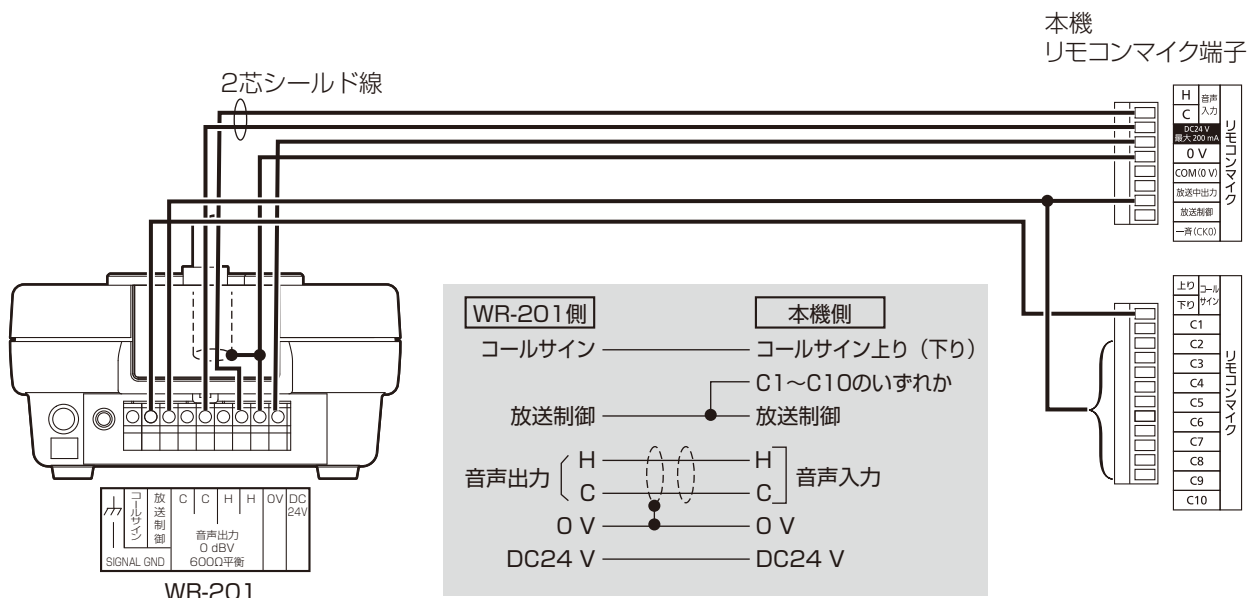 本機
リモコンマイク端子
2芯シールド線
H
C
音声
入力
DC24 V
最大 200 mA
0 V
COM(0 V)
放送中出力
放送制御
一斉(CK0)
リモコンマイク
上り
下り
コール
サイン
C1
C2
C3
C4
C5
C6
C7
C8
C9
C10
リモコンマイク
WR-201側 本機側
コールサイン コールサイン上り（下り）
C1～C10のいずれか
放送制御 放送制御
音声出力 H H 音声入力
C C
0 V 0 V
DC24 V DC24 V
コールサイン
放送制御
C C H H 0V DC
24V
音声出力
0 dBV
600Ω平衡
SIGNAL GND
WR-201